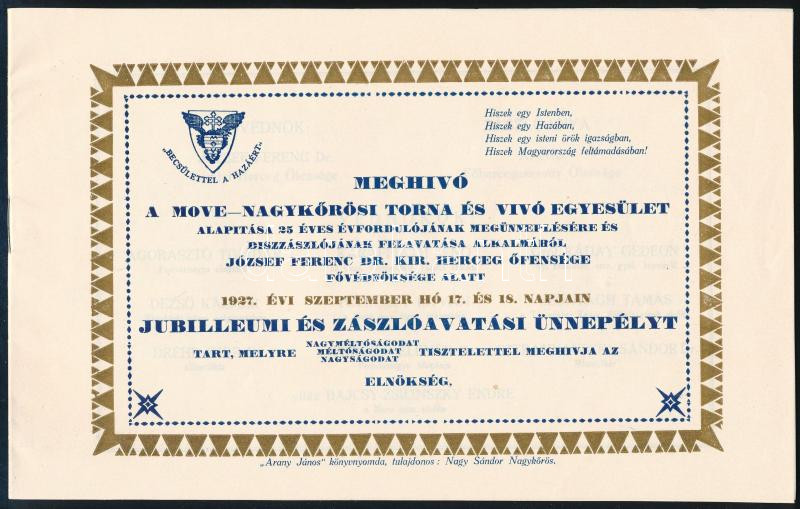 „BECSÜLETTEL A HAZÁÉRT"
Hiszek egy Istenben,
Hiszek egy Hazában,
Hiszek egy isteni örök igazságban,
Hiszek Magyarország feltámadásában!
MEGHIVÓ
A MOVE—NAGYKŐRÖSI TORNA ÉS VIVÓ EGYESÜLET
ALAPITÁSA 25 ÉVES ÉVFORDULÓJÁNAK MEGÜNNEPLÉSÉRE ÉS
DISZZÁSZLÓJÁNAK FELAVATÁSA ALKALMÁBÓL
JÓZSEF FERENC DR. KIR. HERCEG ŐFENSÉGE
FŐVÉDNÖKSÉGE ALATT
1927. ÉVI SZEPTEMBER HÓ 17. ÉS 18. NAPJAIN
JUBILLEUMI ÉS ZÁSZLÓAVATÁSI ÜNNEPÉLYT
TART, MELYRE NAGYMÉLTÓSÁGODAT
MÉLTÓSÁGODAT
NAGYSÁGODAT TISZTELETTEL MEGHIVJA AZ
ELNÖKSÉG.
„Arany János" könyvnyomda, tulajdonos: Nagy Sándor Nagykőrös.